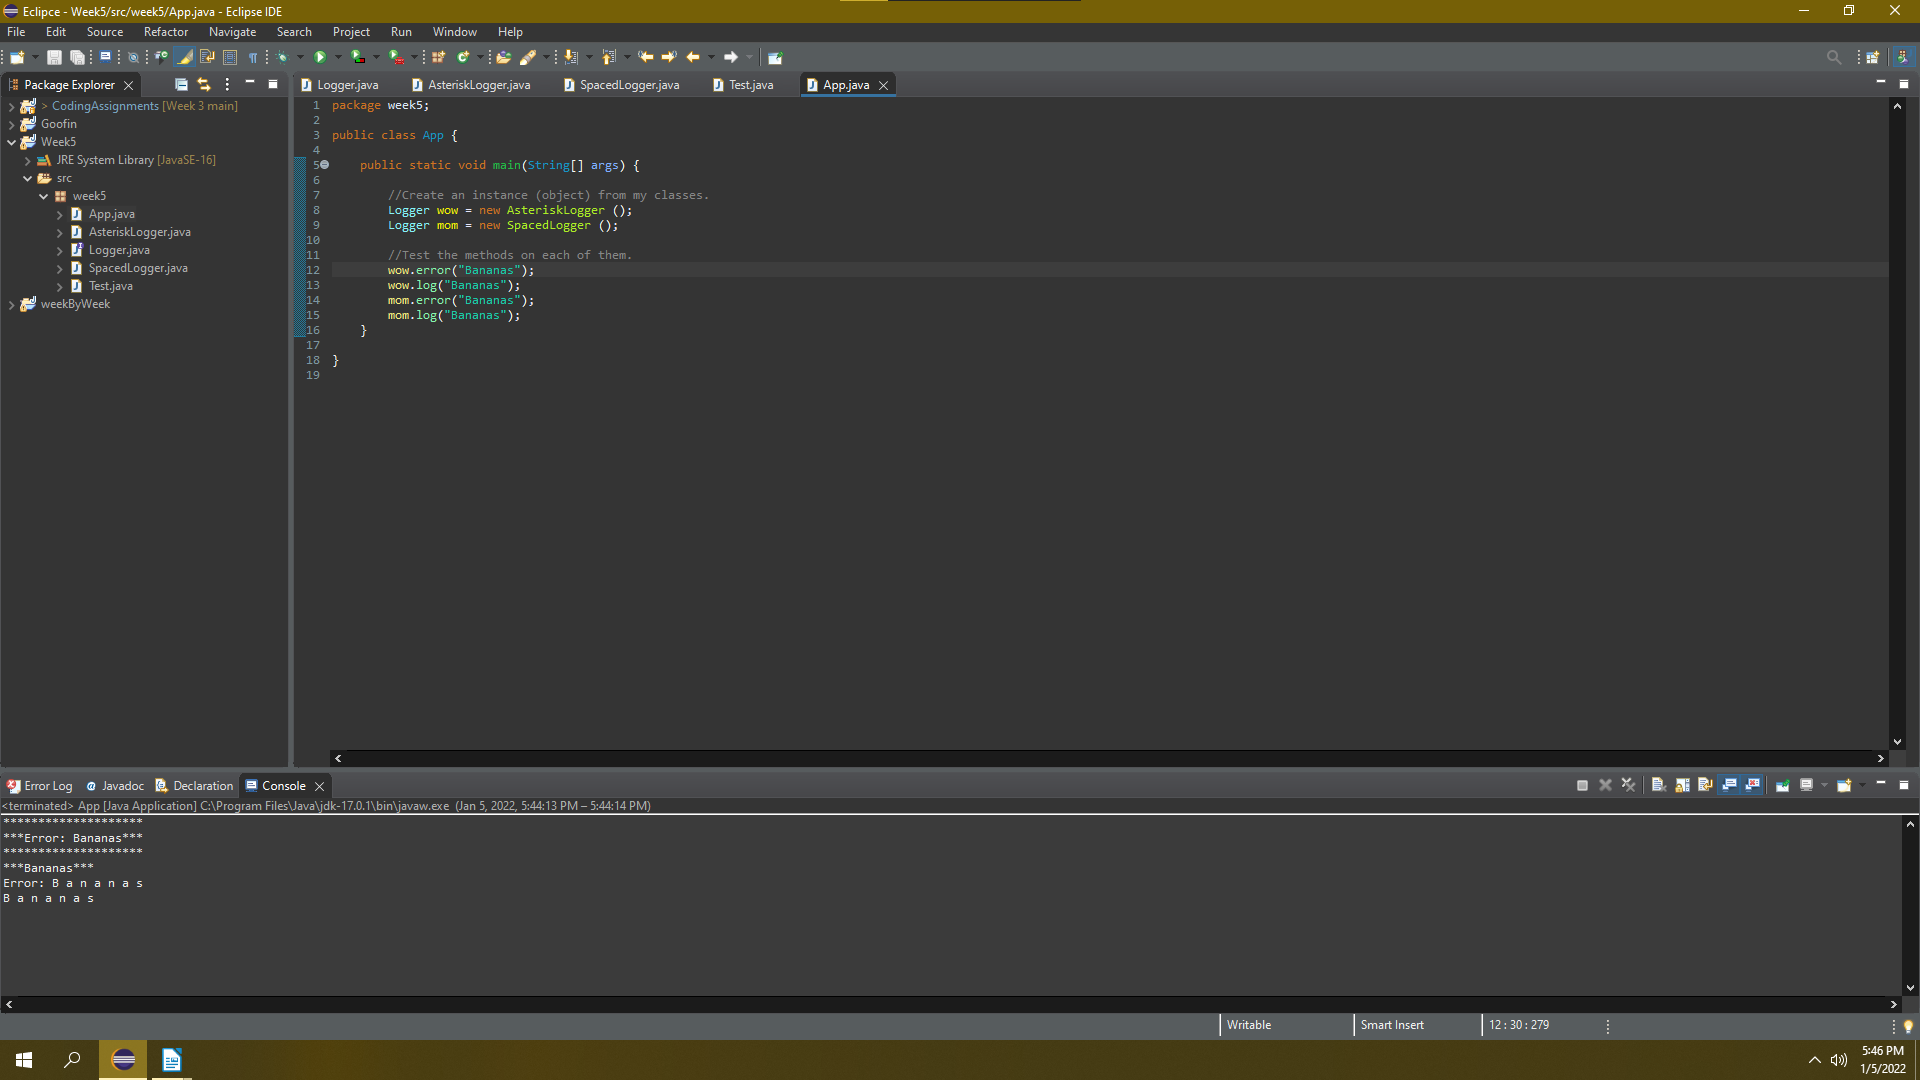 Eclipce - Week5/src/week5/App.java - Eclipse IDE
File Edit Source Refactor Navigate Search Project Run Window Help
Package Explorer
> CodingAssignments [Week 3 main]
Goofin
Week5
JRE System Library [JavaSE-16]
src
week5
App.java
AsteriskLogger.java
Logger.java
SpacedLogger.java
Test.java
weekByWeek
Logger.java AsteriskLogger.java SpacedLogger.java Test.java App.java
1 package week5;
2
3 public class App {
4
5 public static void main(String[] args) {
6
7 //Create an instance (object) from my classes.
8 Logger wow = new AsteriskLogger ();
9 Logger mom = new SpacedLogger ();
10
11 //Test the methods on each of them.
12 wow.error("Bananas");
13 wow.log("Bananas");
14 mom.error("Bananas");
15 mom.log("Bananas");
16 }
17
18 }
19
Error Log Javadoc Declaration Console
<terminated> App [Java Application] C:\Program Files\Java\jdk-17.0.1\bin\javaw.exe (Jan 5, 2022, 5:44:13 PM – 5:44:14 PM)
********************
***Error: Bananas***
********************
***Bananas***
Error: B a n a n a s
B a n a n a s
Writable Smart Insert 12 : 30 : 279
5:46 PM
1/5/2022